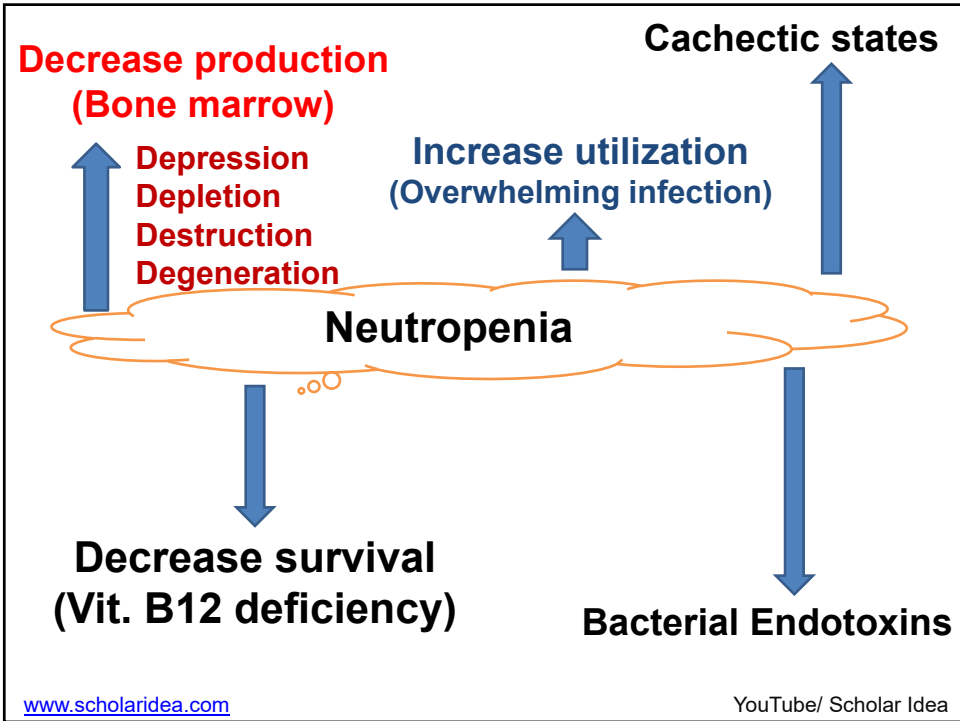 Cachectic states
Decrease production
(Bone marrow)
Depression
Depletion
Destruction
Degeneration
Increase utilization
(Overwhelming infection)
Neutropenia
Decrease survival
(Vit. B12 deficiency)
Bacterial Endotoxins
www.scholaridea.com
YouTube/ Scholar Idea